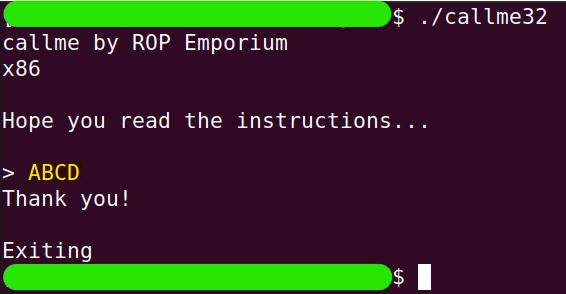 $ ./callme32
callme by ROP Emporium
x86
Hope you read the instructions...
> ABCD
Thank you!
Exiting
$